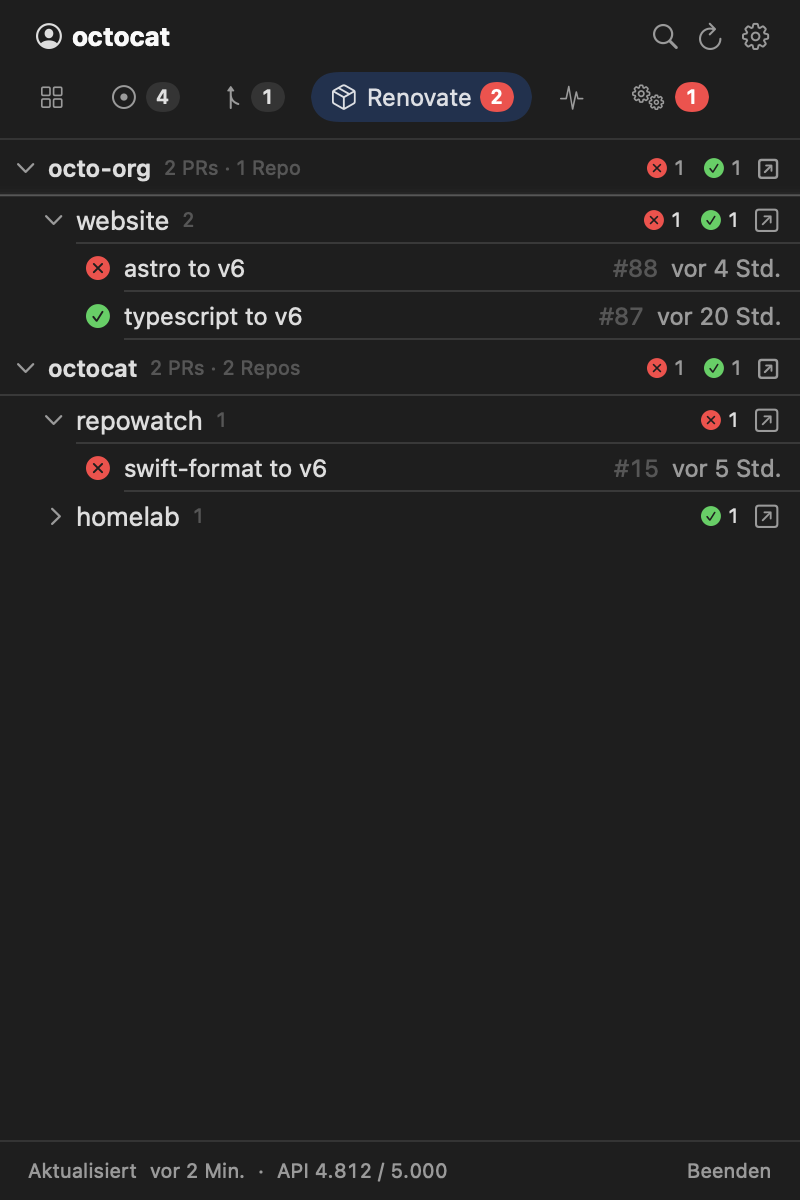 octocat
4 1 Renovate 2 1
octo-org 2 PRs · 1 Repo 1 1
website 2 1 1
astro to v6 #88 vor 4 Std.
typescript to v6 #87 vor 20 Std.
octocat 2 PRs · 2 Repos 1 1
repowatch 1 1
swift-format to v6 #15 vor 5 Std.
homelab 1 1
Aktualisiert vor 2 Min. · API 4.812 / 5.000 Beenden